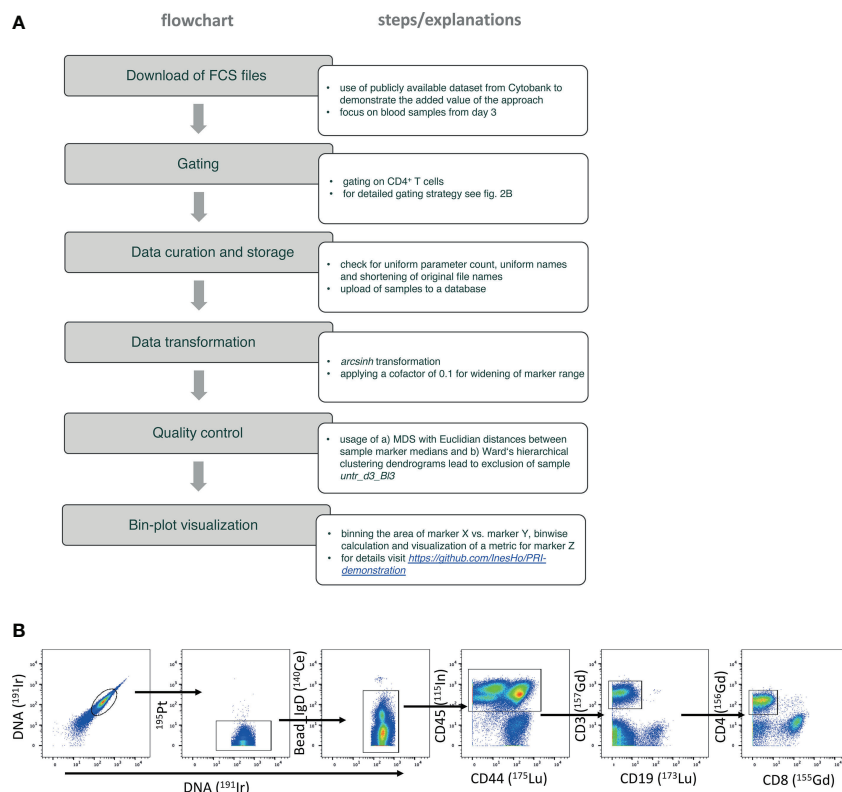 A
flowchart
steps/explanations
Download of FCS files
• use of publicly available dataset from Cytobank to
demonstrate the added value of the approach
• focus on blood samples from day 3
Gating
• gating on CD4⁺ T cells
• for detailed gating strategy see fig. 2B
Data curation and storage
• check for uniform parameter count, uniform names
and shortening of original file names
• upload of samples to a database
Data transformation
• arcsinh transformation
• applying a cofactor of 0.1 for widening of marker range
Quality control
• usage of a) MDS with Euclidian distances between
sample marker medians and b) Ward's hierarchical
clustering dendrograms lead to exclusion of sample
untr_d3_Bl3
Bin-plot visualization
• binning the area of marker X vs. marker Y, binwise
calculation and visualization of a metric for marker Z
• for details visit https://github.com/InesHo/PRI-
demonstration
B
DNA (¹⁹¹Ir)
¹⁹⁵Pt
Bead_IgD (¹⁴⁰Ce)
DNA (¹⁹¹Ir)
CD45 (¹¹⁵In)
CD44 (¹⁷⁵Lu)
CD3 (¹⁵⁷Gd)
CD19 (¹⁷³Lu)
CD4 (¹⁵⁶Gd)
CD8 (¹⁵⁵Gd)